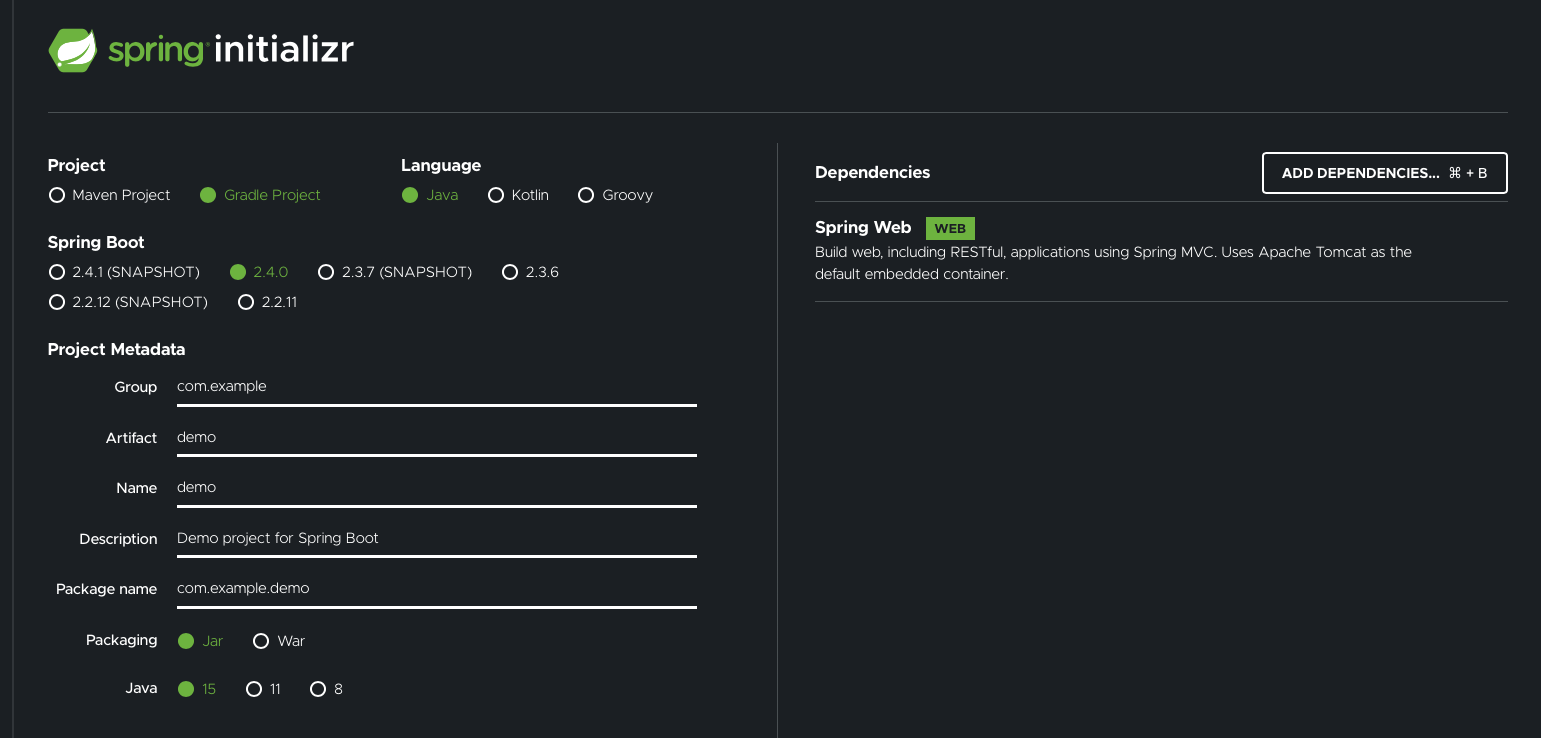 spring initializr
Project
Maven Project Gradle Project
Language
Java Kotlin Groovy
Spring Boot
2.4.1 (SNAPSHOT) 2.4.0 2.3.7 (SNAPSHOT) 2.3.6
2.2.12 (SNAPSHOT) 2.2.11
Project Metadata
Group com.example
Artifact demo
Name demo
Description Demo project for Spring Boot
Package name com.example.demo
Packaging Jar War
Java 15 11 8
Dependencies
ADD DEPENDENCIES... ⌘ + B
Spring Web WEB
Build web, including RESTful, applications using Spring MVC. Uses Apache Tomcat as the
default embedded container.